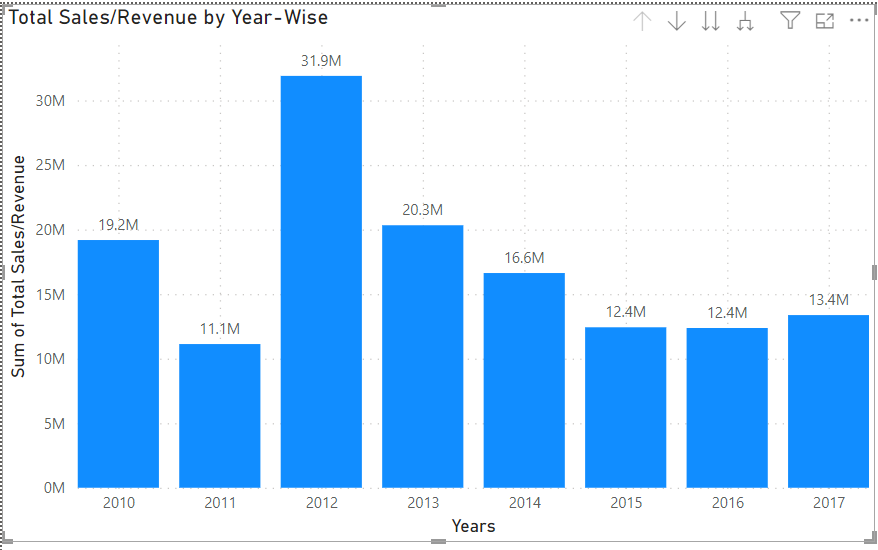 Total Sales/Revenue by Year-Wise
Sum of Total Sales/Revenue
30M
25M
20M
15M
10M
5M
0M
19.2M
11.1M
31.9M
20.3M
16.6M
12.4M
12.4M
13.4M
2010 2011 2012 2013 2014 2015 2016 2017
Years